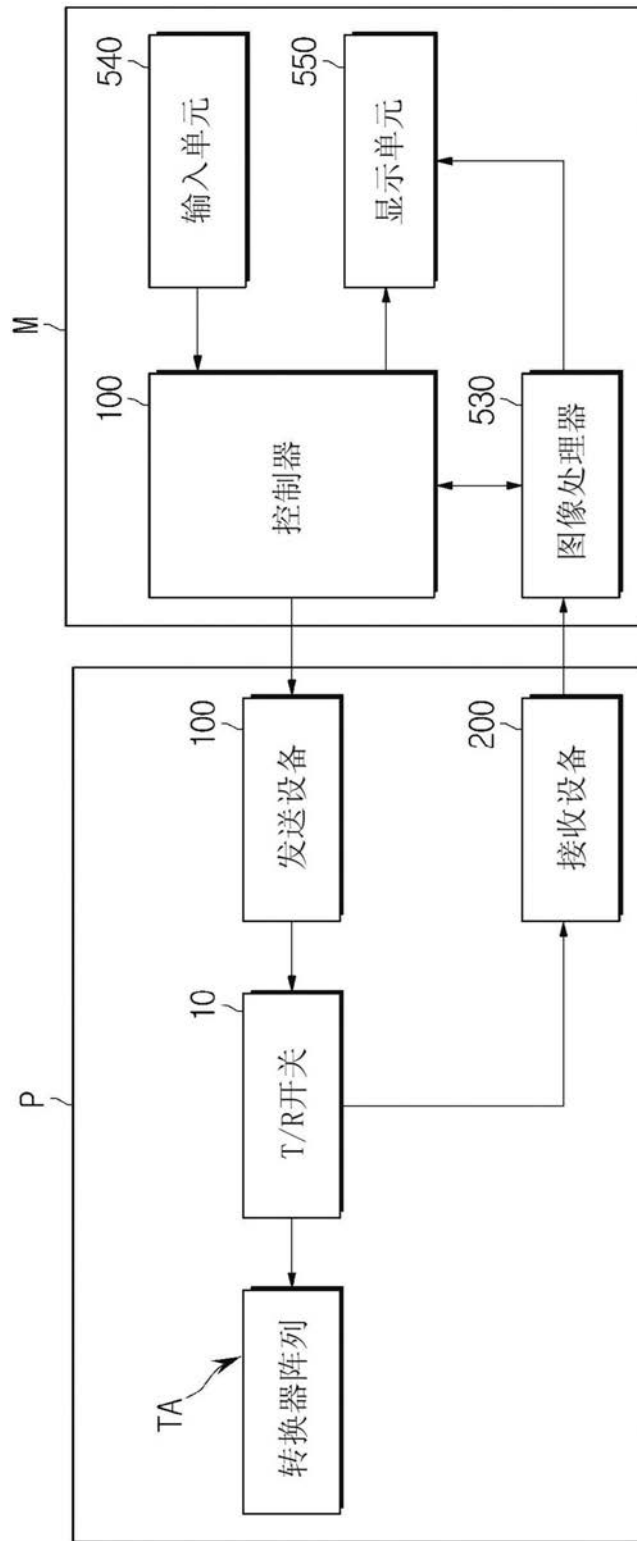 P
M
TA
转换器阵列
10
T/R开关
100
发送设备
100
控制器
540
输入单元
550
显示单元
200
接收设备
530
图像处理器